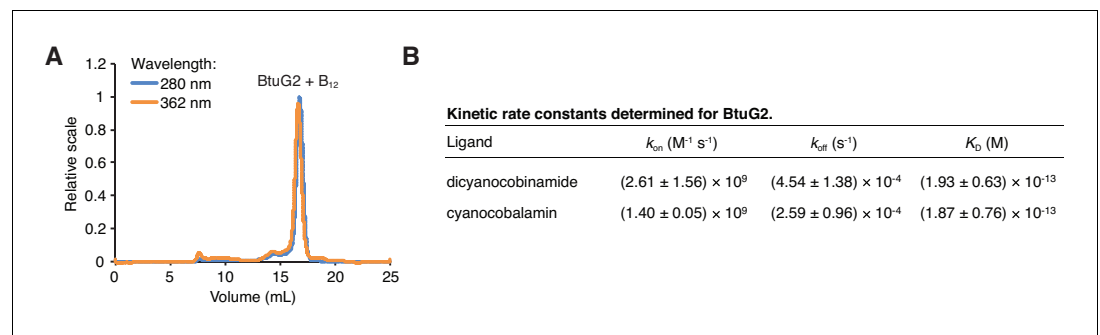 A
B
Wavelength:
280 nm
362 nm
BtuG2 + B12
1.2
1
0.8
0.6
0.4
0.2
0
Relative scale
0 5 10 15 20 25
Volume (mL)
Kinetic rate constants determined for BtuG2.
Ligand kon (M-1 s-1) koff (s-1) KD (M)
dicyanocobinamide (2.61 ± 1.56) × 10⁹ (4.54 ± 1.38) × 10⁻⁴ (1.93 ± 0.63) × 10⁻¹³
cyanocobalamin (1.40 ± 0.05) × 10⁹ (2.59 ± 0.96) × 10⁻⁴ (1.87 ± 0.76) × 10⁻¹³